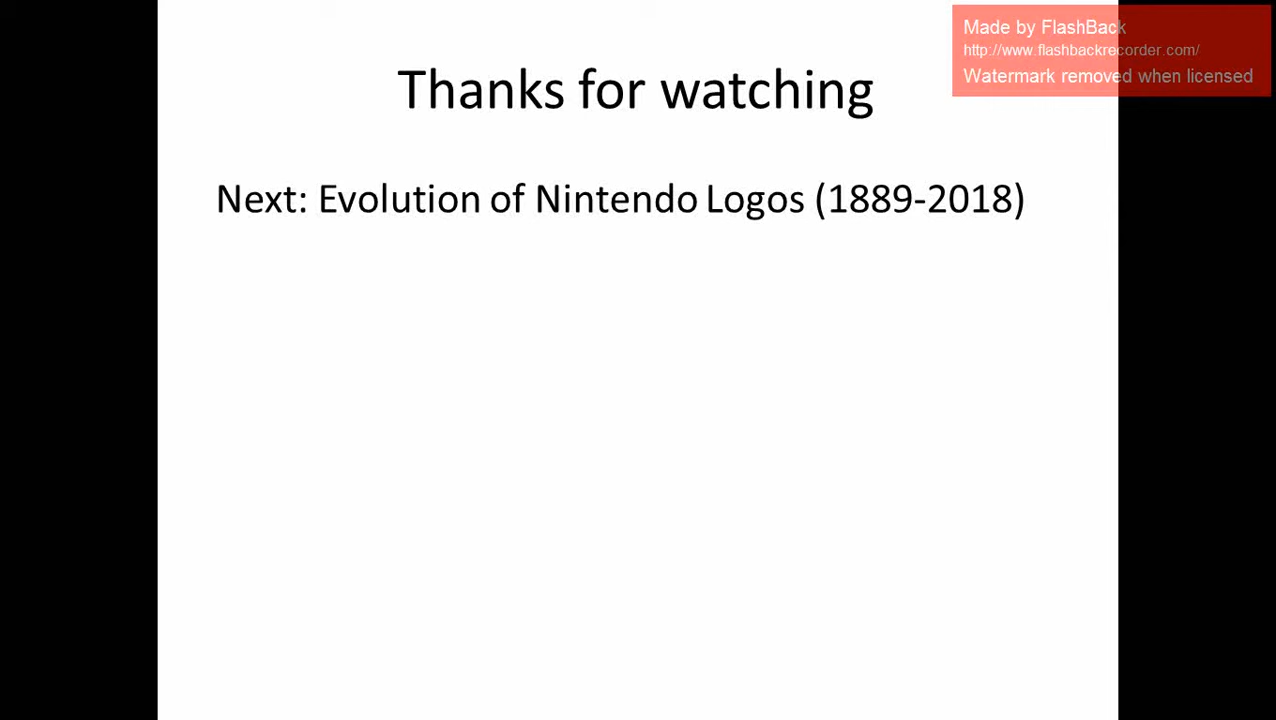 Made by FlashBack
http://www.flashbackrecorder.com/
Watermark removed when licensed
Thanks for watching
Next: Evolution of Nintendo Logos (1889-2018)